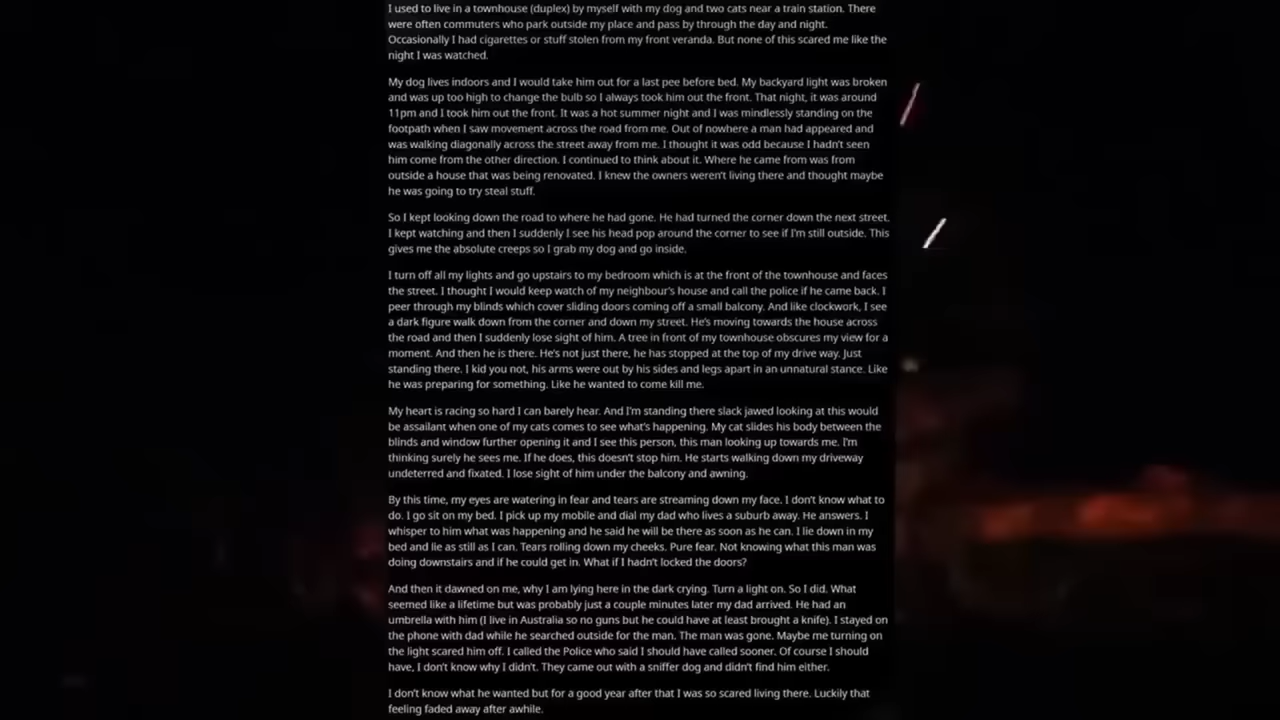 I used to live in a townhouse (duplex) by myself with my dog and two cats near a train station. There
were often commuters who park outside my place and pass by through the day and night.
Occasionally I had cigarettes or stuff stolen from my front veranda. But none of this scared me like the
night I was watched.
My dog lives indoors and I would take him out for a last pee before bed. My backyard light was broken
and was up too high to change the bulb so I always took him out the front. That night, it was around
11pm and I took him out the front. It was a hot summer night and I was mindlessly standing on the
footpath when I saw movement across the road from me. Out of nowhere a man had appeared and
was walking diagonally across the street away from me. I thought it was odd because I hadn't seen
him come from the other direction. I continued to think about it. Where he came from was from
outside a house that was being renovated. I knew the owners weren't living there and thought maybe
he was going to try steal stuff.
So I kept looking down the road to where he had gone. He had turned the corner down the next street.
I kept watching and then I suddenly I see his head pop around the corner to see if I'm still outside. This
gives me the absolute creeps so I grab my dog and go inside.
I turn off all my lights and go upstairs to my bedroom which is at the front of the townhouse and faces
the street. I thought I would keep watch of my neighbour's house and call the police if he came back. I
peer through my blinds which cover sliding doors coming off a small balcony. And like clockwork, I see
a dark figure walk down from the corner and down my street. He's moving towards the house across
the road and then I suddenly lose sight of him. A tree in front of my townhouse obscures my view for a
moment. And then he is there. He's not just there, he has stopped at the top of my drive way. Just
standing there. I kid you not, his arms were out by his sides and legs apart in an unnatural stance. Like
he was preparing for something. Like he wanted to come kill me.
My heart is racing so hard I can barely hear. And I'm standing there slack jawed looking at this would
be assailant when one of my cats comes to see what's happening. My cat slides his body between the
blinds and window further opening it and I see this person, this man looking up towards me. I'm
thinking surely he sees me. If he does, this doesn't stop him. He starts walking down my driveway
undeterred and fixated. I lose sight of him under the balcony and awning.
By this time, my eyes are watering in fear and tears are streaming down my face. I don't know what to
do. I go sit on my bed. I pick up my mobile and dial my dad who lives a suburb away. He answers. I
whisper to him what was happening and he said he will be there as soon as he can. I lie down in my
bed and lie as still as I can. Tears rolling down my cheeks. Pure fear. Not knowing what this man was
doing downstairs and if he could get in. What if I hadn't locked the doors?
And then it dawned on me, why I am lying here in the dark crying. Turn a light on. So I did. What
seemed like a lifetime but was probably just a couple minutes later my dad arrived. He had an
umbrella with him (I live in Australia so no guns but he could have at least brought a knife). I stayed on
the phone with dad while he searched outside for the man. The man was gone. Maybe me turning on
the light scared him off. I called the Police who said I should have called sooner. Of course I should
have, I don't know why I didn't. They came out with a sniffer dog and didn't find him either.
I don't know what he wanted but for a good year after that I was so scared living there. Luckily that
feeling faded away after awhile.